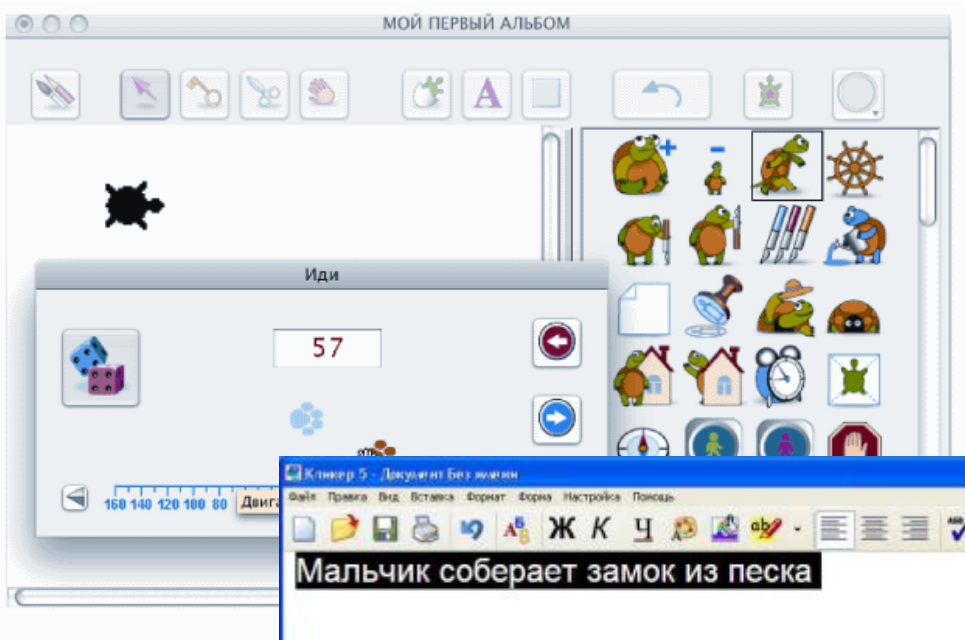 МОЙ ПЕРВЫЙ АЛЬБОМ
A
Иди
57
160 140 120 100 80
Двига
Кликер 5 - Документ Без имени
Файл Правка Вид Вставка Формат Форма Настройка Помощь
Ж К Ч
Мальчик соберает замок из песка